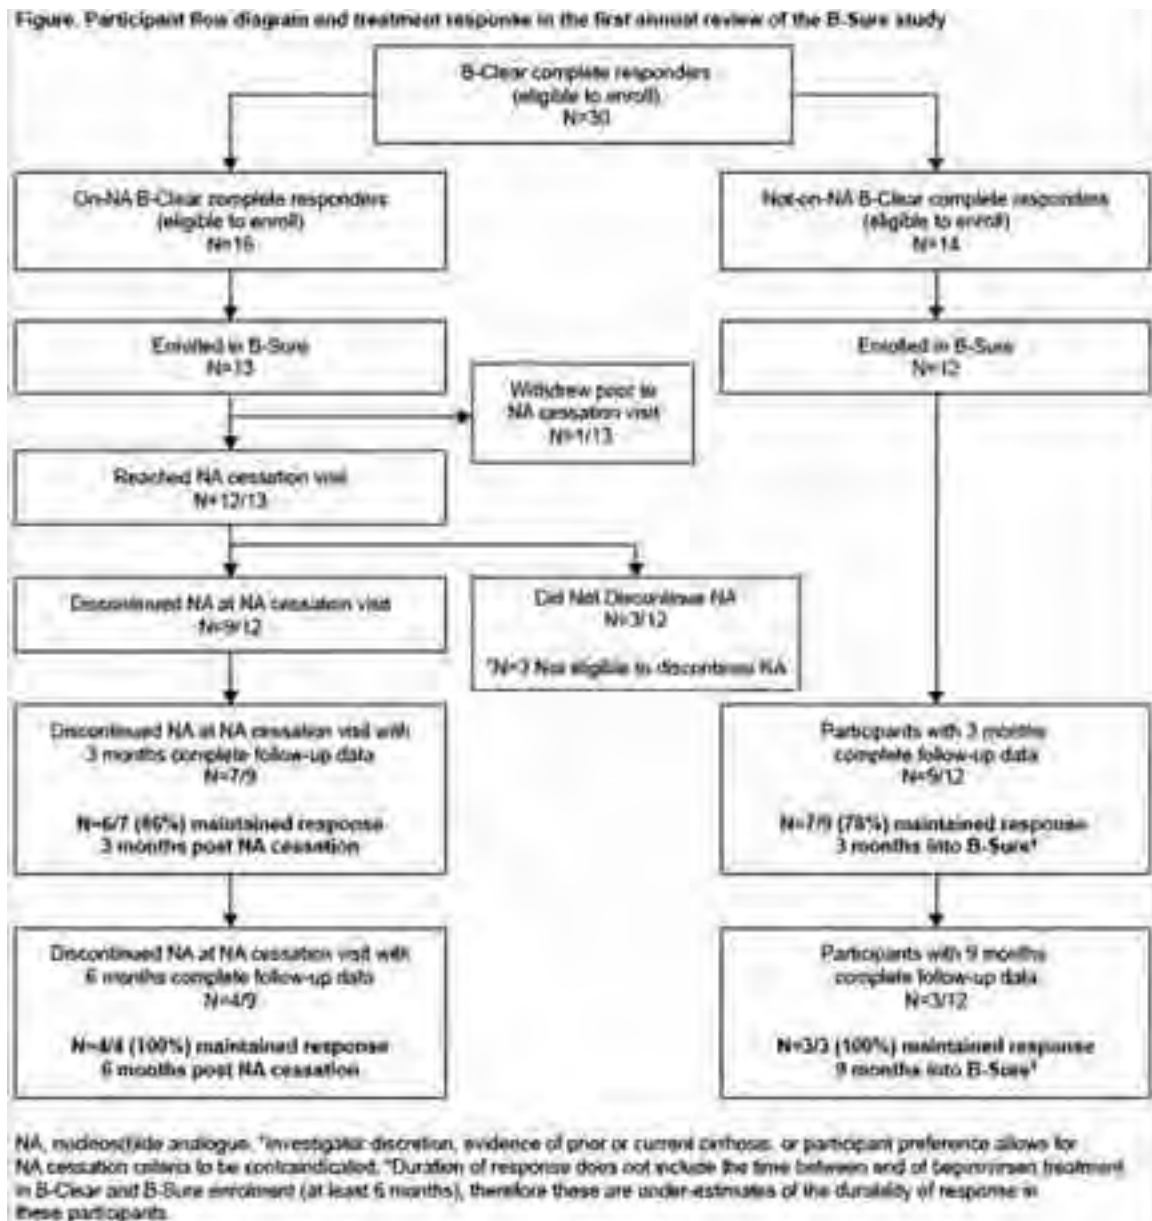 Figure. Participant flow diagram and treatment response in the first annual review of the B-Sure study
B-Clear complete responders
(eligible to enroll)
N=30
On-NA B-Clear complete responders
(eligible to enroll)
N=16
Not-on-NA B-Clear complete responders
(eligible to enroll)
N=14
Enrolled in B-Sure
N=13
Enrolled in B-Sure
N=12
Withdrew prior to
NA cessation visit
N=1/13
Reached NA cessation visit
N=12/13
Discontinued NA at NA cessation visit
N=9/12
Did Not Discontinue NA
N=3/12
N=3 Not eligible to discontinue NA
Discontinued NA at NA cessation visit with
3 months complete follow-up data
N=7/9
N=6/7 (86%) maintained response
3 months post NA cessation
Participants with 3 months
complete follow-up data
N=9/12
N=7/9 (78%) maintained response
3 months into B-Sure
Discontinued NA at NA cessation visit with
6 months complete follow-up data
N=4/9
N=4/4 (100%) maintained response
6 months post NA cessation
Participants with 9 months
complete follow-up data
N=3/12
N=3/3 (100%) maintained response
9 months into B-Sure
NA, nucleos(t)ide analogue. Investigator discretion, evidence of prior or current cirrhosis, or participant preference allows for
NA cessation criteria to be contraindicated. Duration of response does not include the time between end of bepirovirsen treatment
in B-Clear and B-Sure enrolment (at least 6 months), therefore these are under-estimates of the durability of response in
these participants.